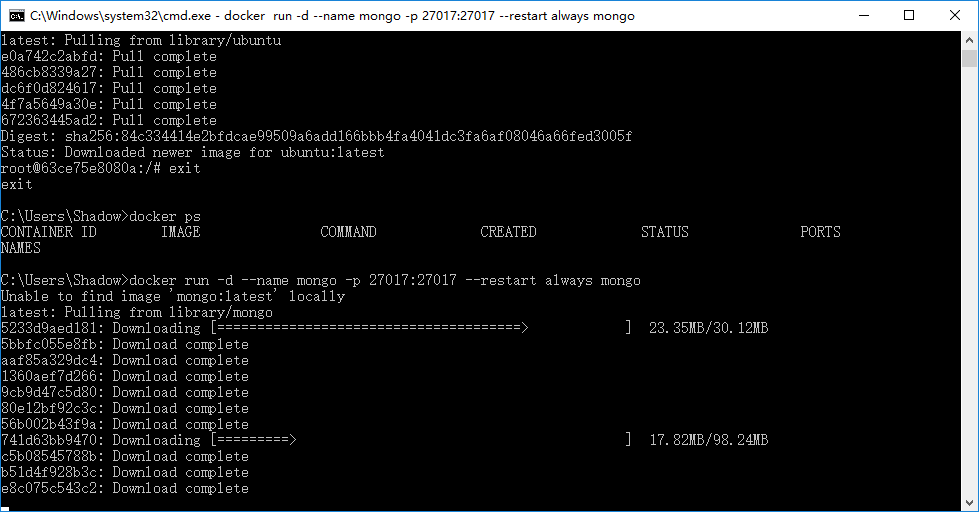 C:\Windows\system32\cmd.exe - docker  run -d --name mongo -p 27017:27017 --restart always mongo
latest: Pulling from library/ubuntu
e0a742c2abfd: Pull complete
486cb8339a27: Pull complete
dc6f0d824617: Pull complete
4f7a5649a30e: Pull complete
672363445ad2: Pull complete
Digest: sha256:84c334414e2bfdcae99509a6add166bbb4fa4041dc3fa6af08046a66fed3005f
Status: Downloaded newer image for ubuntu:latest
root@63ce75e8080a:/# exit
exit
C:\Users\Shadow>docker ps
CONTAINER ID        IMAGE               COMMAND             CREATED             STATUS              PORTS
NAMES
C:\Users\Shadow>docker run -d --name mongo -p 27017:27017 --restart always mongo
Unable to find image 'mongo:latest' locally
latest: Pulling from library/mongo
5233d9aed181: Downloading [======================================>            ]  23.35MB/30.12MB
5bbfc055e8fb: Download complete
aaf85a329dc4: Download complete
1360aef7d266: Download complete
9cb9d47c5d80: Download complete
80e12bf92c3c: Download complete
56b002b43f9a: Download complete
741d63bb9470: Downloading [=========>                                         ]  17.82MB/98.24MB
c5b08545788b: Download complete
b51d4f928b3c: Download complete
e8c075c543c2: Download complete